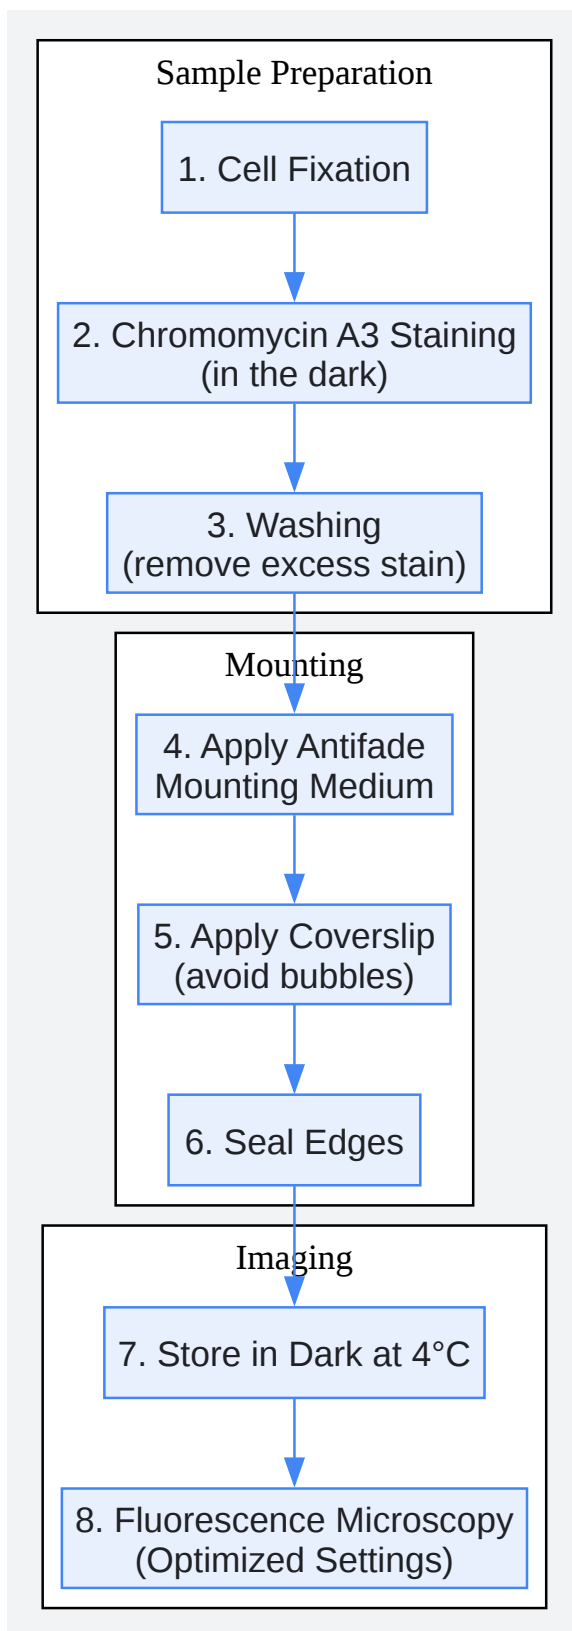 Sample Preparation
1. Cell Fixation
2. Chromomycin A3 Staining
(in the dark)
3. Washing
(remove excess stain)
Mounting
4. Apply Antifade
Mounting Medium
5. Apply Coverslip
(avoid bubbles)
6. Seal Edges
Imaging
7. Store in Dark at 4°C
8. Fluorescence Microscopy
(Optimized Settings)